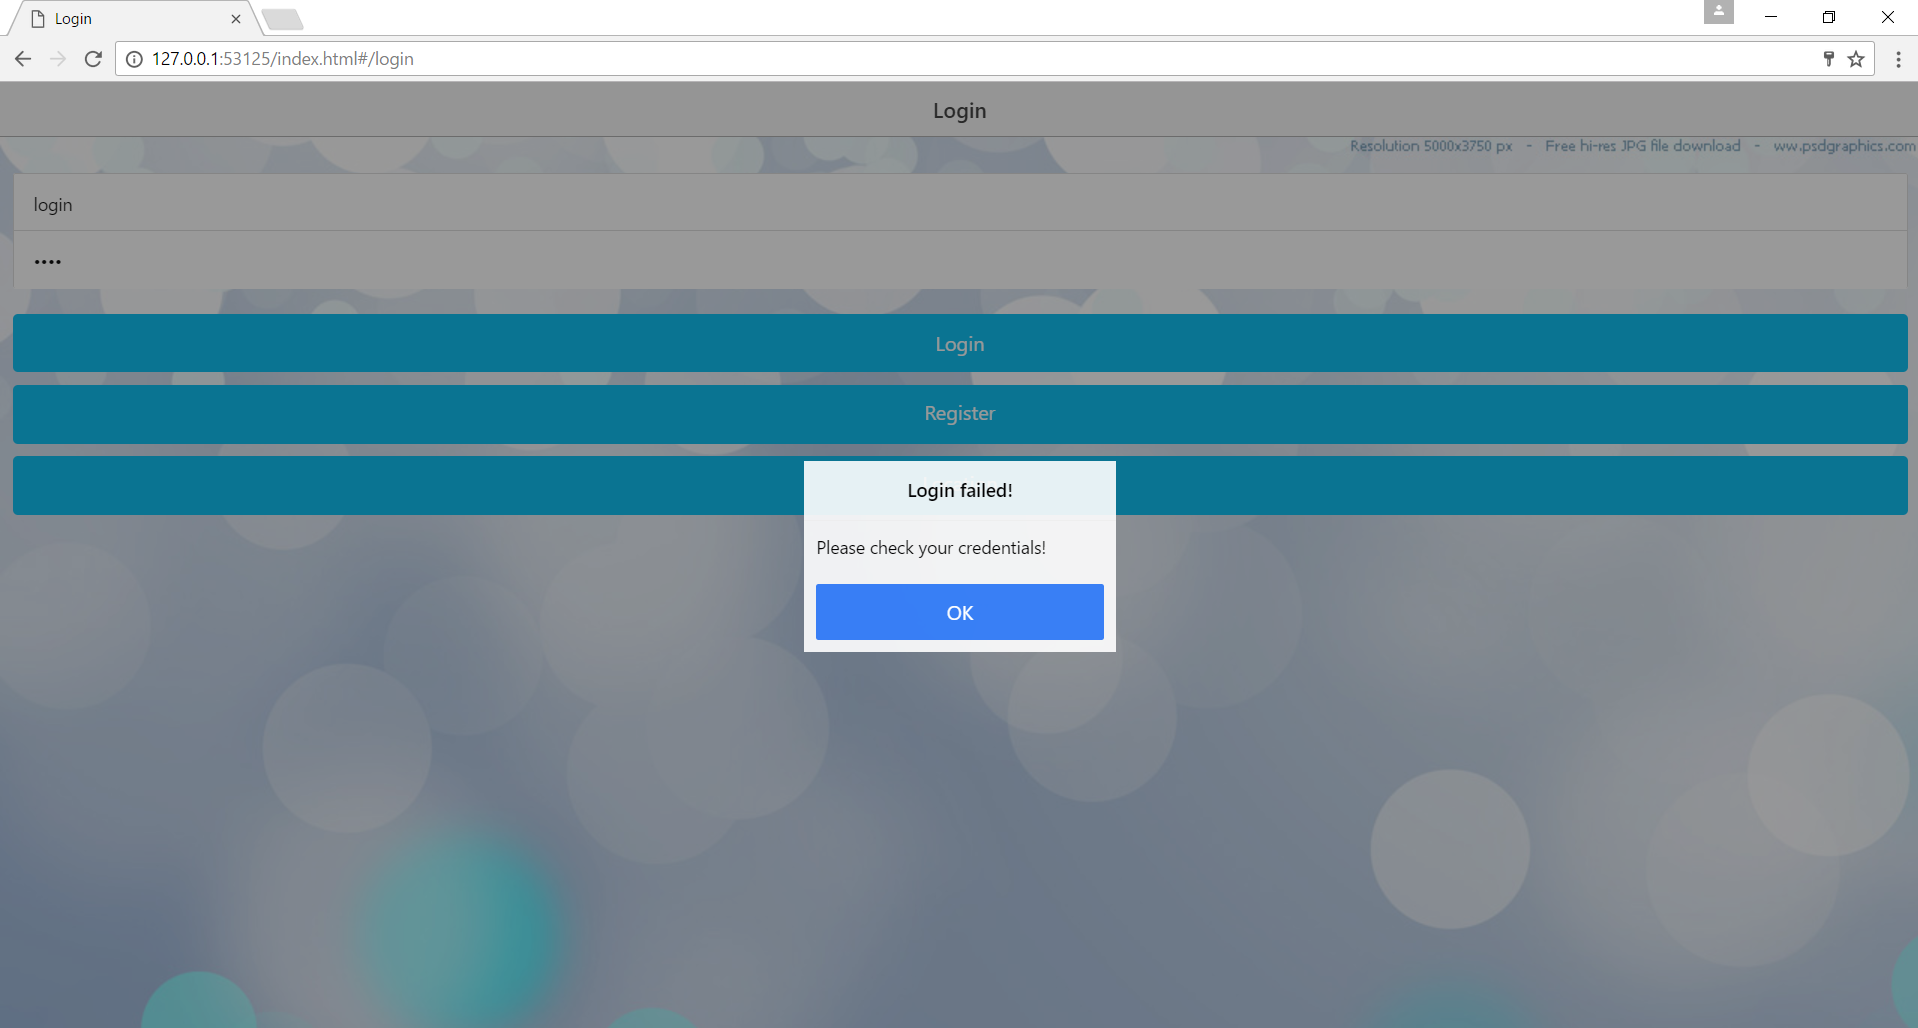 Login
127.0.0.1:53125/index.html#/login
Login
Resolution 5000x3750 px - Free hi-res JPG file download - ww.psdgraphics.com
login
••••
Login
Register
Login failed!
Please check your credentials!
OK